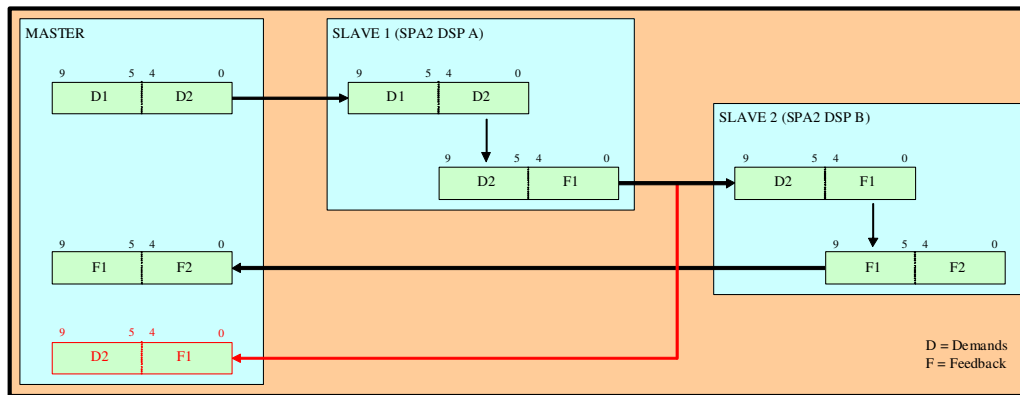 MASTER
9 5 4 0
D1 D2
SLAVE 1 (SPA2 DSP A)
9 5 4 0
D1 D2
9 5 4 0
D2 F1
SLAVE 2 (SPA2 DSP B)
9 5 4 0
D2 F1
9 5 4 0
F1 F2
9 5 4 0
F1 F2
9 5 4 0
D2 F1
D = Demands
F = Feedback